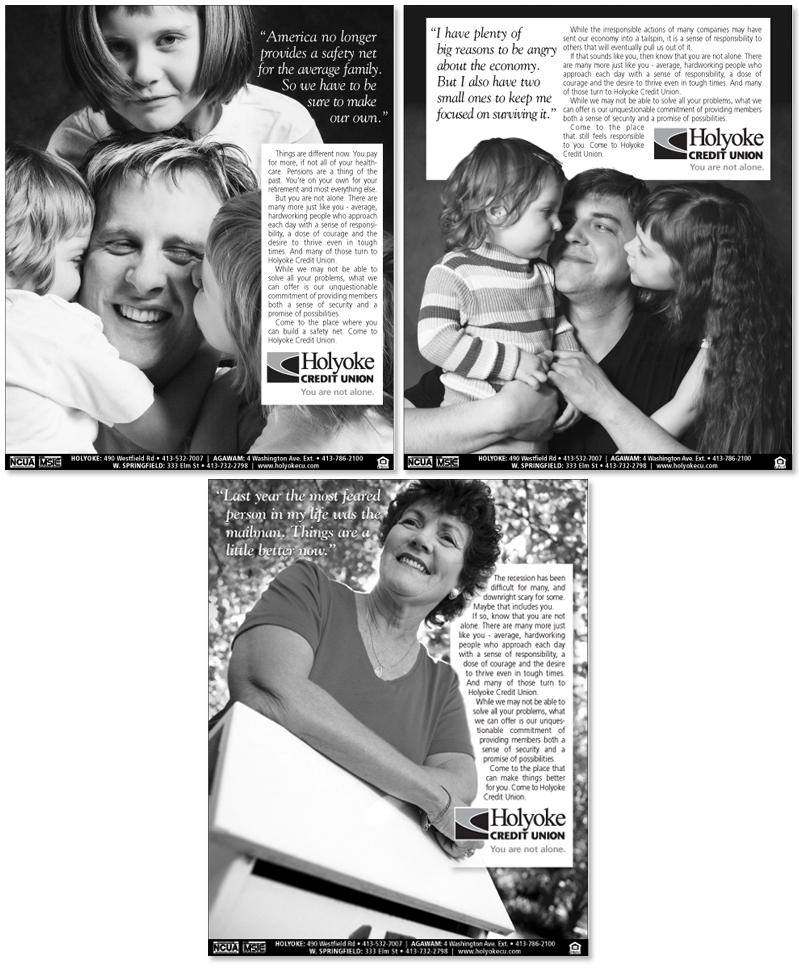 “America no longer
provides a safety net
for the average family.
So we have to be
sure to make
our own.”
Things are different now. You pay
for more, if not all of your health-
care. Pensions are a thing of the
past. You're on your own for your
retirement and most everything else.
But you are not alone. There are
many more just like you - average,
hardworking people who approach
each day with a sense of responsi-
bility, a dose of courage and the
desire to thrive even in tough
times. And many of those turn to
Holyoke Credit Union.
While we may not be able to
solve all your problems, what we
can offer is our unquestionable
commitment of providing members
both a sense of security and a
promise of possibilities.
Come to the place where you
can build a safety net. Come to
Holyoke Credit Union.
Holyoke
CREDIT UNION
You are not alone.
NCUA MSIC HOLYOKE: 490 Westfield Rd • 413-532-7007 | AGAWAM: 4 Washington Ave. Ext. • 413-786-2100
W. SPRINGFIELD: 333 Elm St • 413-732-2798 | www.holyokecu.com
“I have plenty of
big reasons to be angry
about the economy.
But I also have two
small ones to keep me
focused on surviving it.”
While the irresponsible actions of many companies may have
sent our economy into a tailspin, it is a sense of responsibility to
others that will eventually pull us out of it.
If that sounds like you, then know that you are not alone. There
are many more just like you - average, hardworking people who
approach each day with a sense of responsibility, a dose of
courage and the desire to thrive even in tough times. And many
of those turn to Holyoke Credit Union.
While we may not be able to solve all your problems, what we
can offer is our unquestionable commitment of providing members
both a sense of security and a promise of possibilities.
Come to the place
that still feels responsible
to you. Come to Holyoke
Credit Union.
Holyoke
CREDIT UNION
You are not alone.
NCUA MSIC HOLYOKE: 490 Westfield Rd • 413-532-7007 | AGAWAM: 4 Washington Ave. Ext. • 413-786-2100
W. SPRINGFIELD: 333 Elm St • 413-732-2798 | www.holyokecu.com
“Last year the most feared
person in my life was the
mailman. Things are a
little better now.”
The recession has been
difficult for many, and
downright scary for some.
Maybe that includes you.
If so, know that you are not
alone. There are many more just
like you - average, hardworking
people who approach each day
with a sense of responsibility, a
dose of courage and the desire
to thrive even in tough times.
And many of those turn to
Holyoke Credit Union.
While we may not be able to
solve all your problems, what
we can offer is our unques-
tionable commitment of
providing members both a
sense of security and a
promise of possibilities.
Come to the place that
can make things better
for you. Come to Holyoke
Credit Union.
Holyoke
CREDIT UNION
You are not alone.
NCUA MSIC HOLYOKE: 490 Westfield Rd • 413-532-7007 | AGAWAM: 4 Washington Ave. Ext. • 413-786-2100
W. SPRINGFIELD: 333 Elm St • 413-732-2798 | www.holyokecu.com